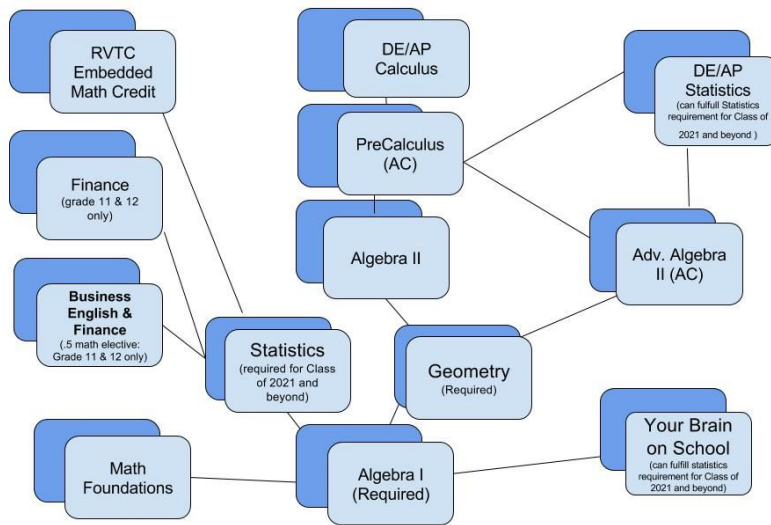 RVTC
Embedded
Math Credit
DE/AP
Calculus
DE/AP
Statistics
(can fulfull Statistics
requirement for Class of
2021 and beyond )
PreCalculus
(AC)
Finance
(grade 11 & 12
only)
Algebra II
Adv. Algebra
II (AC)
Business
English &
Finance
(.5 math elective:
Grade 11 & 12 only)
Statistics
(required for Class
of 2021 and
beyond)
Geometry
(Required)
Your Brain
on School
(can fulfill statistics
requirement for Class of
2021 and beyond)
Math
Foundations
Algebra I
(Required)